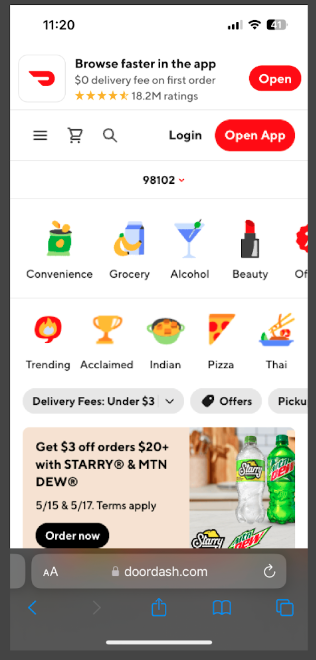 11:20
41
Browse faster in the app
$0 delivery fee on first order
18.2M ratings
Open
Login
Open App
98102
Convenience Grocery Alcohol Beauty Of
Trending Acclaimed Indian Pizza Thai
Delivery Fees: Under $3
Offers
Picku
Get $3 off orders $20+
with STARRY® & MTN
DEW®
5/15 & 5/17. Terms apply
Order now
Starry
Mtn
DEW
Starry
Mtn
DEW
AA
doordash.com